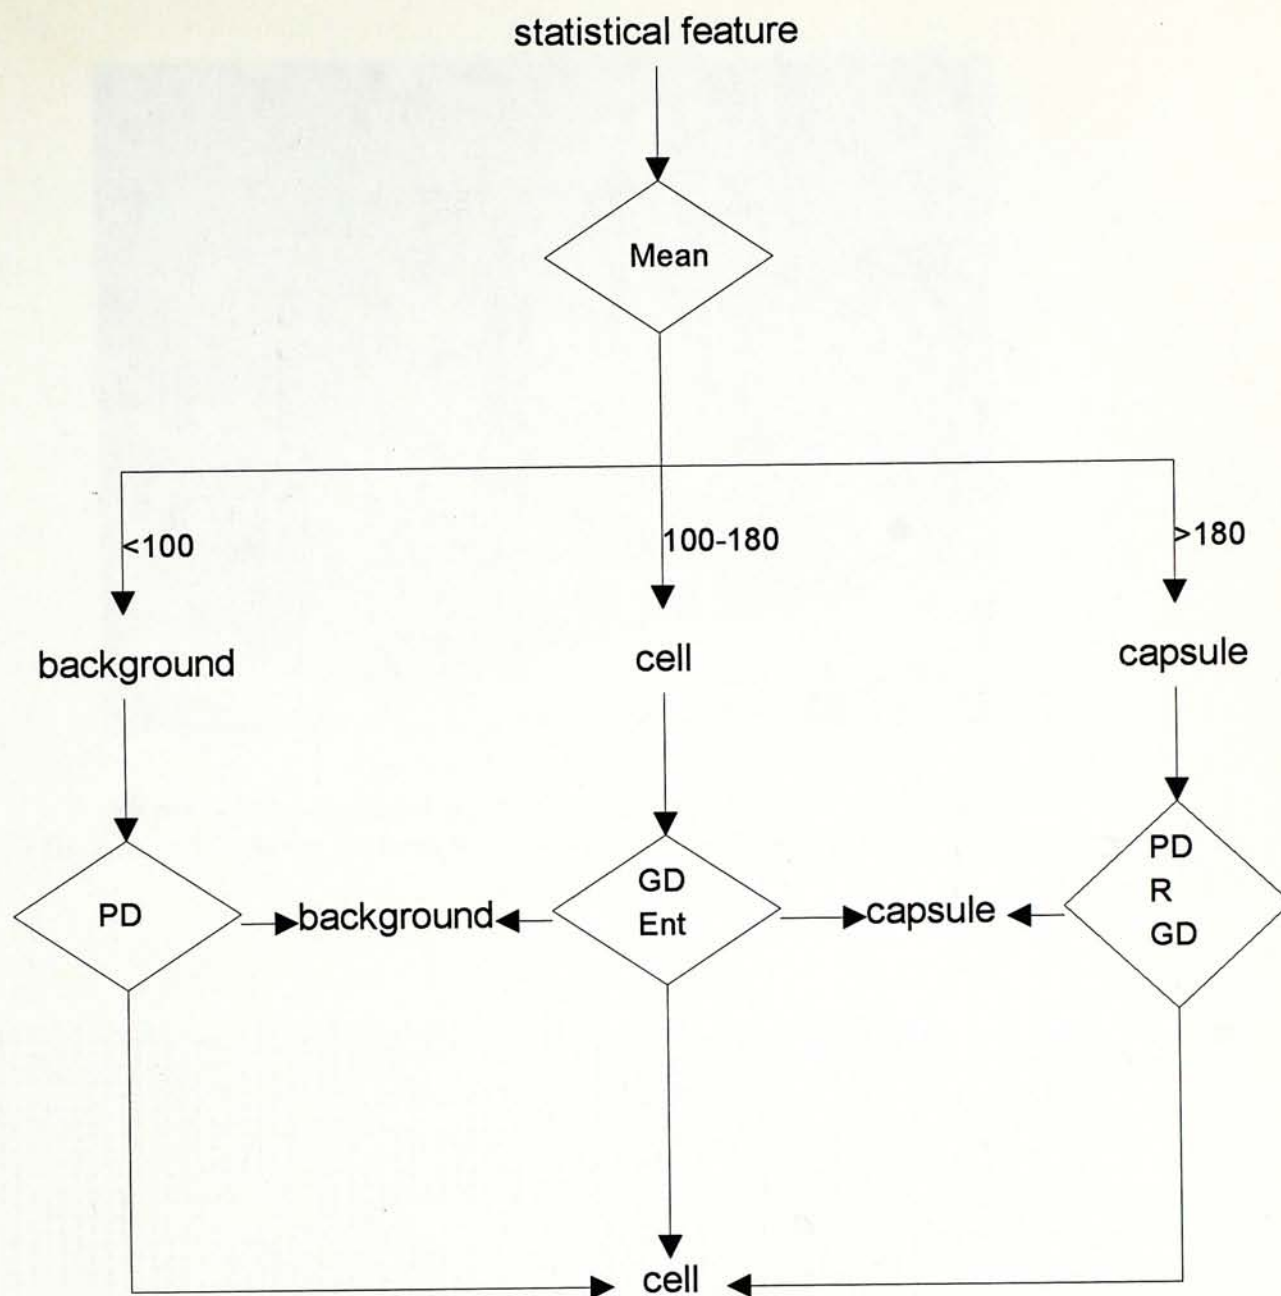 statistical feature
Mean
<100
100-180
>180
background
cell
capsule
PD
background
GD
Ent
capsule
PD
R
GD
cell